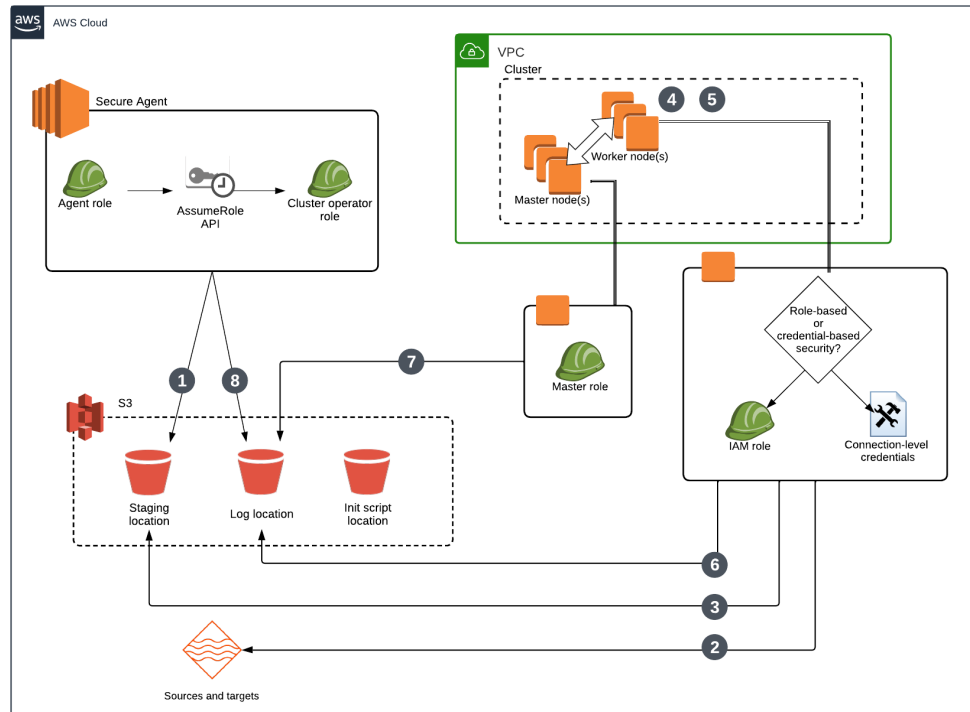 aws
AWS Cloud
VPC
Cluster
Secure Agent
4
5
Worker node(s)
Master node(s)
Agent role
AssumeRole
API
Cluster operator
role
Role-based
or
credential-based
security?
Master role
IAM role
Connection-level
credentials
7
1
8
S3
Staging
location
Log location
Init script
location
6
3
2
Sources and targets